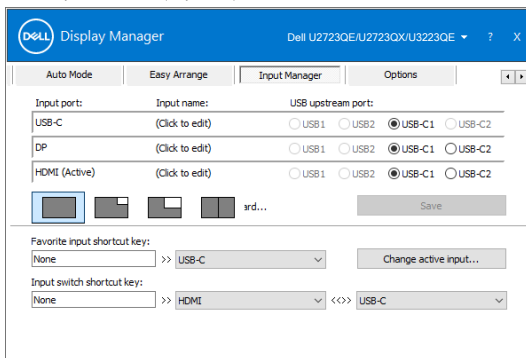 DELL Display Manager Dell U2723QE/U2723QX/U3223QE ? X
Auto Mode Easy Arrange Input Manager Options
Input port: Input name: USB upstream port:
USB-C (Click to edit) USB1 USB2 USB-C1 USB-C2
DP (Click to edit) USB1 USB2 USB-C1 USB-C2
HDMI (Active) (Click to edit) USB1 USB2 USB-C1 USB-C2
ard... Save
Favorite input shortcut key:
None >> USB-C Change active input...
Input switch shortcut key:
None >> HDMI <<>> USB-C